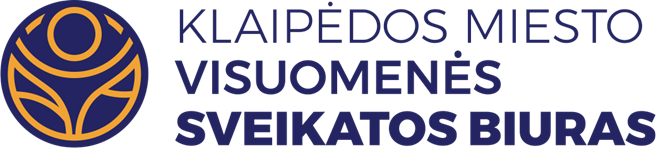 KLAIPĖDOS MIESTO
VISUOMENĖS
SVEIKATOS BIURAS